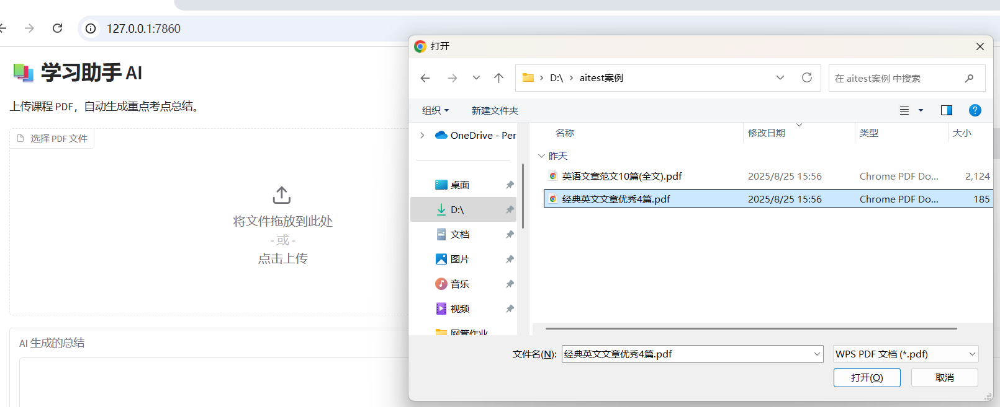 127.0.0.1:7860
学习助手 AI
上传课程 PDF，自动生成重点考点总结。
选择 PDF 文件
将文件拖放到此处
- 或 -
点击上传
AI 生成的总结
打开
D:\ › aitest案例
在 aitest案例 中搜索
组织
新建文件夹
OneDrive - Per
桌面
D:\
文档
图片
音乐
视频
网管作业
名称 修改日期 类型 大小
昨天
英语文章范文10篇(全文).pdf 2025/8/25 15:56 Chrome PDF Do... 2,124
经典英文文章优秀4篇.pdf 2025/8/25 15:56 Chrome PDF Do... 185
文件名(N): 经典英文文章优秀4篇.pdf WPS PDF 文档 (*.pdf)
打开(O) 取消